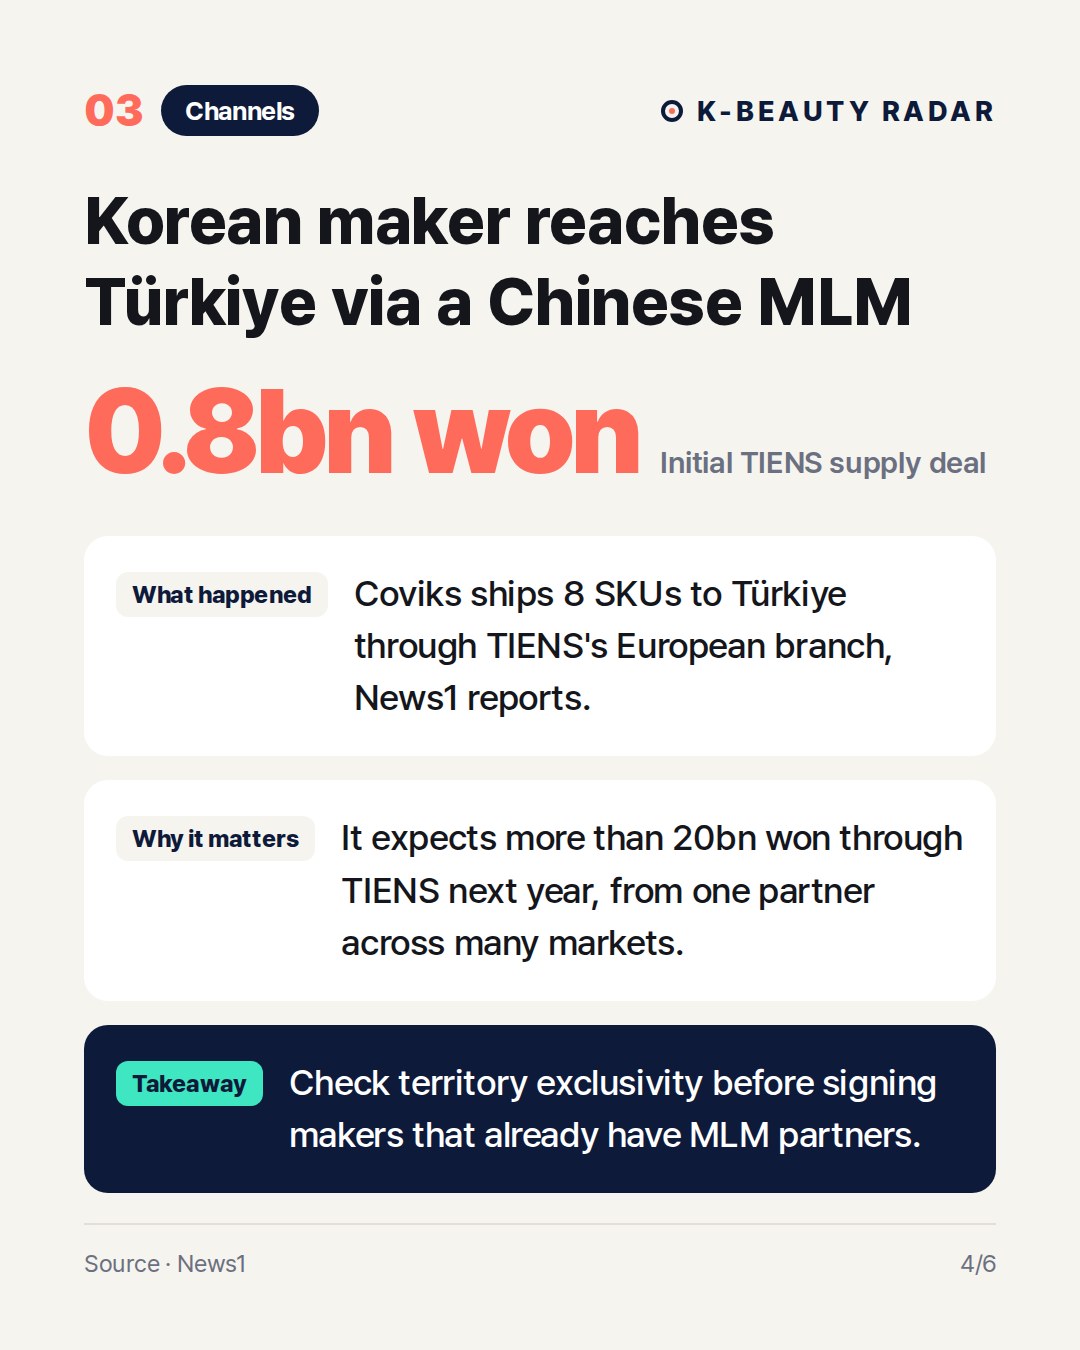 03 Channels K-BEAUTY RADAR
Korean maker reaches
Türkiye via a Chinese MLM
0.8bn won Initial TIENS supply deal
What happened
Coviks ships 8 SKUs to Türkiye
through TIENS's European branch,
News1 reports.
Why it matters
It expects more than 20bn won through
TIENS next year, from one partner
across many markets.
Takeaway
Check territory exclusivity before signing
makers that already have MLM partners.
Source · News1 4/6